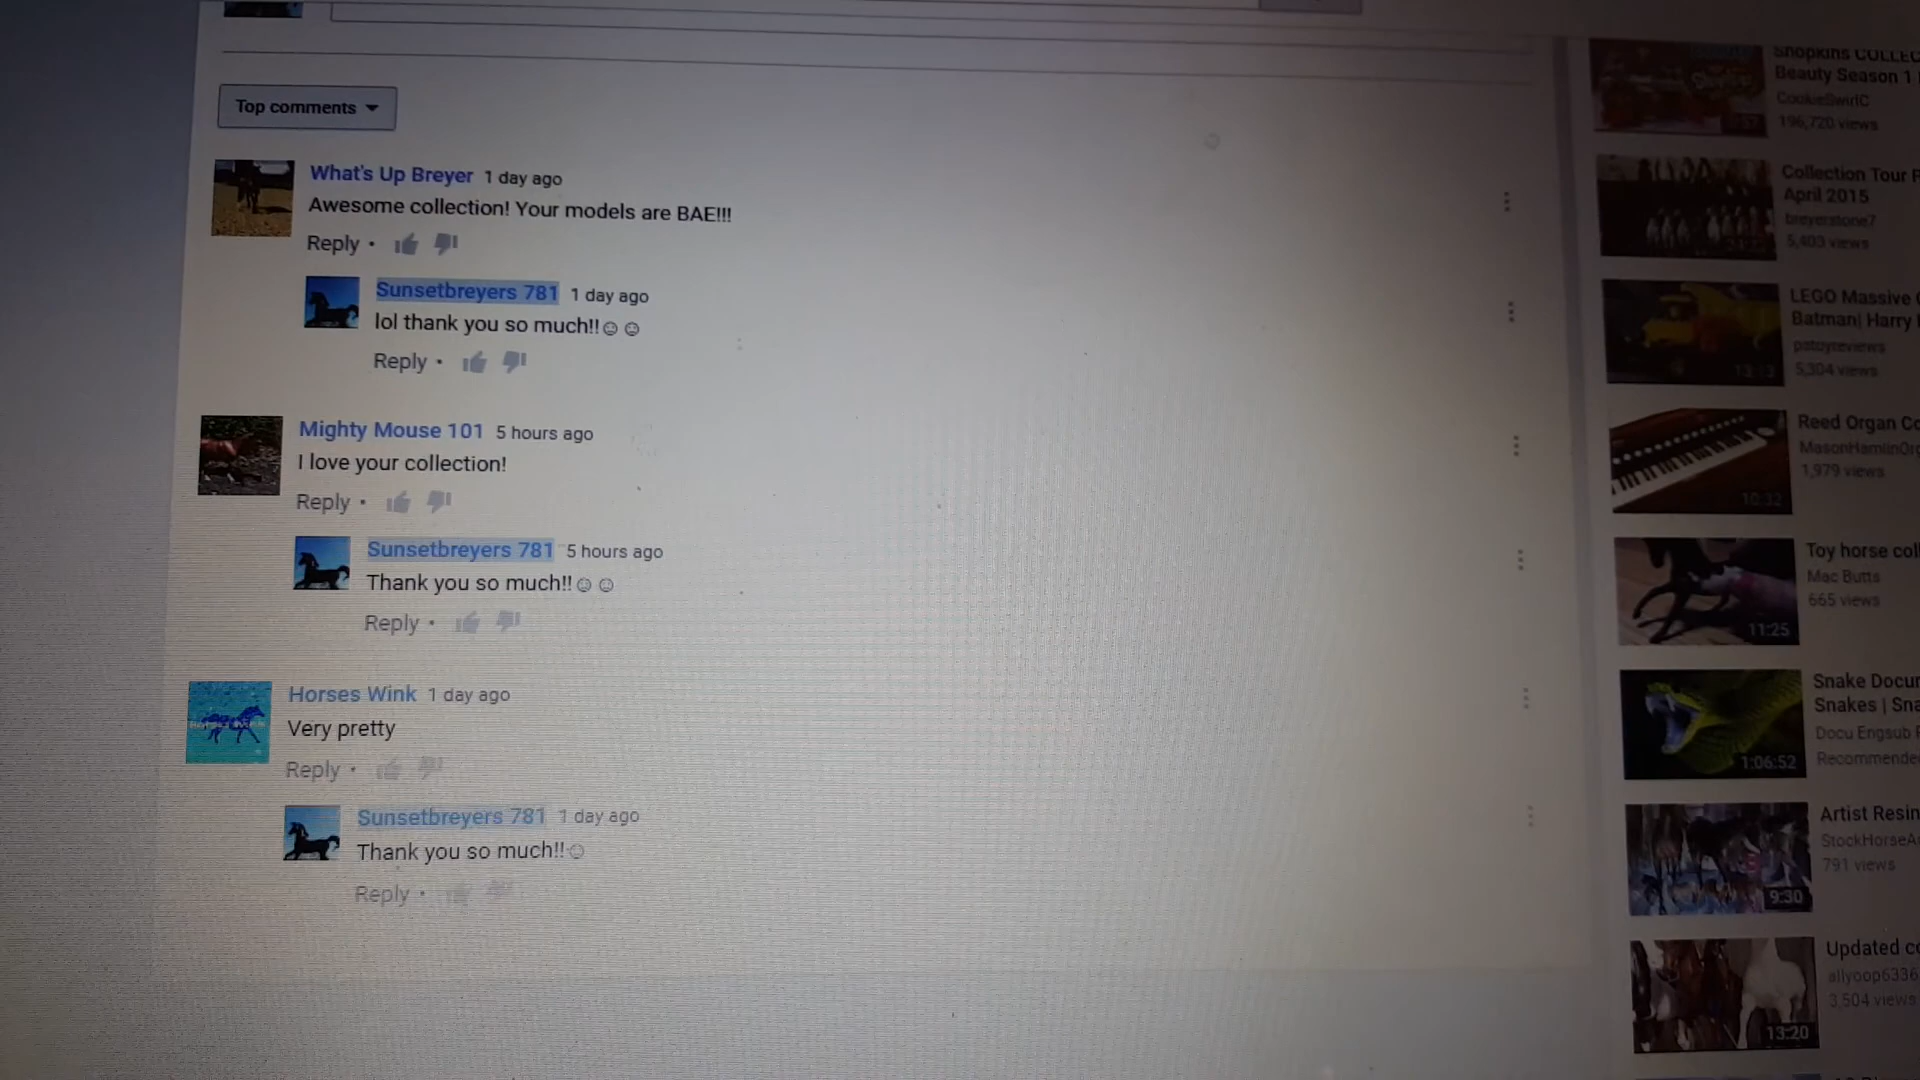 Top comments
What's Up Breyer 1 day ago
Awesome collection! Your models are BAE!!!
Reply •
Sunsetbreyers 781 1 day ago
lol thank you so much!!☺☺
Reply •
Mighty Mouse 101 5 hours ago
I love your collection!
Reply •
Sunsetbreyers 781 5 hours ago
Thank you so much!!☺☺
Reply •
Horses Wink 1 day ago
Very pretty
Reply •
Sunsetbreyers 781 1 day ago
Thank you so much!!☺
Reply •
Shopkins COLLEC
Beauty Season 1
CookieSwirlC
196,720 views
Collection Tour
April 2015
breyerstone7
5,403 views
LEGO Massive
Batman| Harry
pstoyreviews
12:13
5,304 views
Reed Organ Co
MasonHamlinOrg
1,979 views
10:32
Toy horse coll
Mac Butts
665 views
11:25
Snake Docu
Snakes | Sna
Docu Engsub
Recommende
1:06:52
Artist Resin
StockHorseA
791 views
9:30
Updated co
allyoop6336
3,504 views
13:20